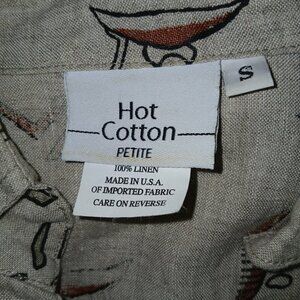 Hot
Cotton
PETITE
S
100% LINEN
MADE IN U.S.A.
OF IMPORTED FABRIC
CARE ON REVERSE